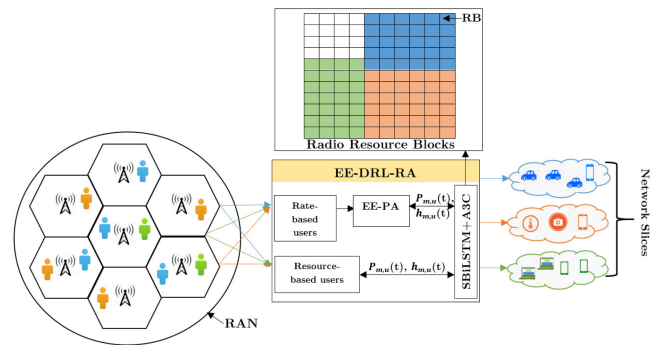 RB
Radio Resource Blocks
EE-DRL-RA
Rate-based users
EE-PA
P_{m,u}(t), h_{m,u}(t)
Resource-based users
P_{m,u}(t), h_{m,u}(t)
SBiLSTM+A3C
Network Slices
RAN